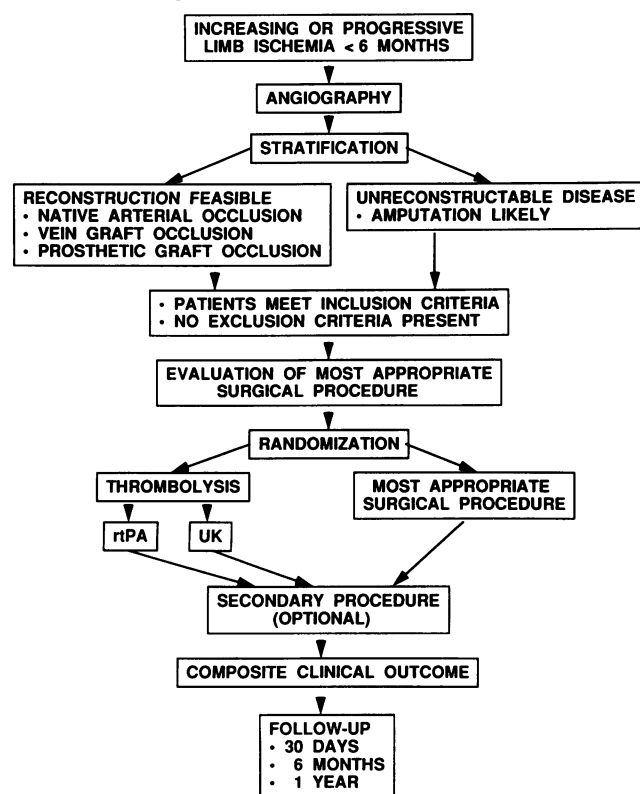 INCREASING OR PROGRESSIVE
LIMB ISCHEMIA < 6 MONTHS
ANGIOGRAPHY
STRATIFICATION
RECONSTRUCTION FEASIBLE
• NATIVE ARTERIAL OCCLUSION
• VEIN GRAFT OCCLUSION
• PROSTHETIC GRAFT OCCLUSION
UNRECONSTRUCTABLE DISEASE
• AMPUTATION LIKELY
• PATIENTS MEET INCLUSION CRITERIA
• NO EXCLUSION CRITERIA PRESENT
EVALUATION OF MOST APPROPRIATE
SURGICAL PROCEDURE
RANDOMIZATION
THROMBOLYSIS
rtPA
UK
MOST APPROPRIATE
SURGICAL PROCEDURE
SECONDARY PROCEDURE
(OPTIONAL)
COMPOSITE CLINICAL OUTCOME
FOLLOW-UP
• 30 DAYS
• 6 MONTHS
• 1 YEAR